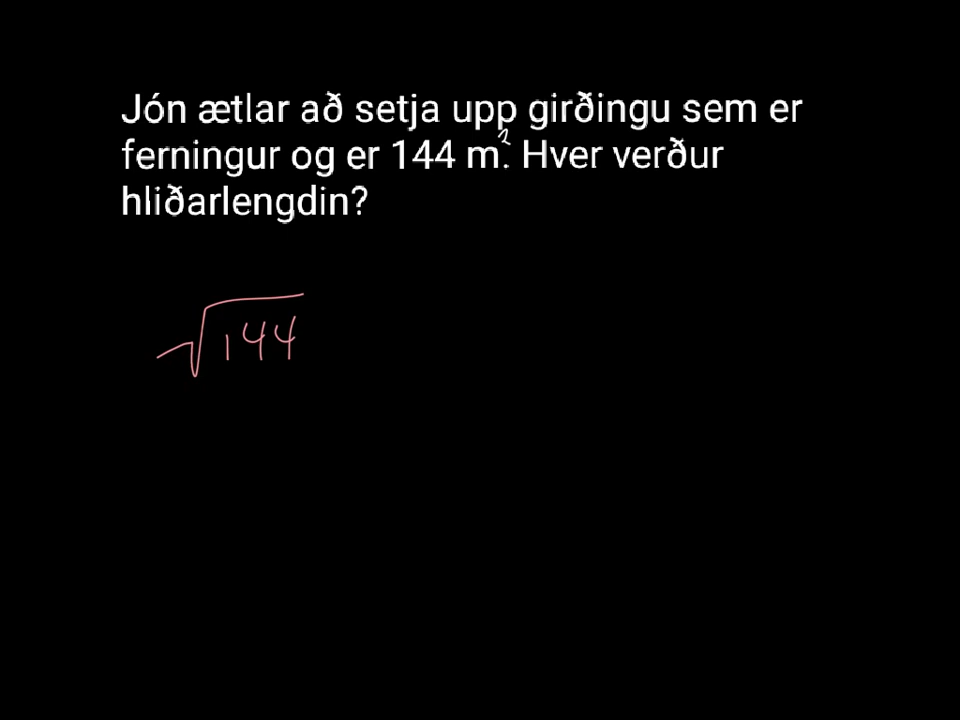 Jón ætlar að setja upp girðingu sem er
ferningur og er 144 m². Hver verður
hliðarlengdin?
√144